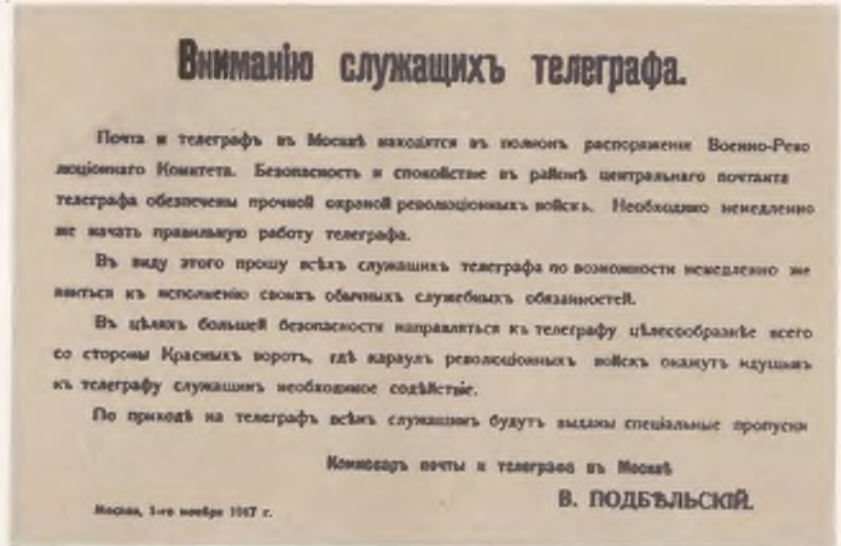 Вниманію служащихъ телеграфа.
Почта и телеграфъ въ Москвѣ находятся въ полномъ распоряженіи Военно-Рево
люціоннаго Комитета. Безопасность и спокойствіе въ районѣ центральнаго почтамта
телеграфа обезпечены прочной охраной революціонныхъ войскъ. Необходимо немедленно
же начать правильную работу телеграфа.
Въ виду этого прошу всѣхъ служащихъ телеграфа по возможности немедленно же
явиться къ исполненію своихъ обычныхъ служебныхъ обязанностей.
Въ цѣляхъ большей безопасности направляться къ телеграфу цѣлесообразнѣе всего
со стороны Красныхъ воротъ, гдѣ караулъ революціонныхъ войскъ окажутъ идущимъ
къ телеграфу служащимъ необходимое содѣйствіе.
По приходѣ на телеграфъ всѣмъ служащимъ будутъ выданы спеціальные пропуски
Комиссаръ почты и телеграфа въ Москвѣ
В. ПОДБѢЛЬСКІЙ.
Москва, 1-го ноября 1917 г.